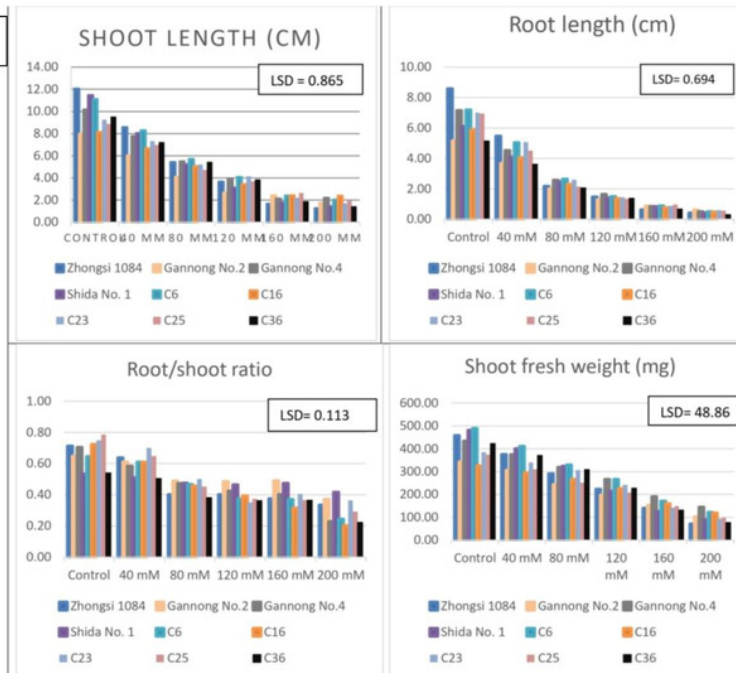 SHOOT LENGTH (CM)
LSD = 0.865
14.00
12.00
10.00
8.00
6.00
4.00
2.00
0.00
CONTROL 40 MM 80 MM 120 MM 160 MM 200 MM
Zhongsi 1084 Gannong No.2 Gannong No.4
Shida No. 1 C6 C16
C23 C25 C36
Root length (cm)
LSD= 0.694
10.00
8.00
6.00
4.00
2.00
0.00
Control 40 mM 80 mM 120 mM 160 mM 200 mM
Zhongsi 1084 Gannong No.2 Gannong No.4
Shida No. 1 C6 C16
C23 C25 C36
Root/shoot ratio
LSD= 0.113
1.00
0.80
0.60
0.40
0.20
0.00
Control 40 mM 80 mM 120 mM 160 mM 200 mM
Zhongsi 1084 Gannong No.2 Gannong No.4
Shida No. 1 C6 C16
C23 C25 C36
Shoot fresh weight (mg)
LSD= 48.86
600.00
500.00
400.00
300.00
200.00
100.00
0.00
Control 40 mM 80 mM 120 160 200
mM mM mM
Zhongsi 1084 Gannong No.2 Gannong No.4
Shida No. 1 C6 C16
C23 C25 C36